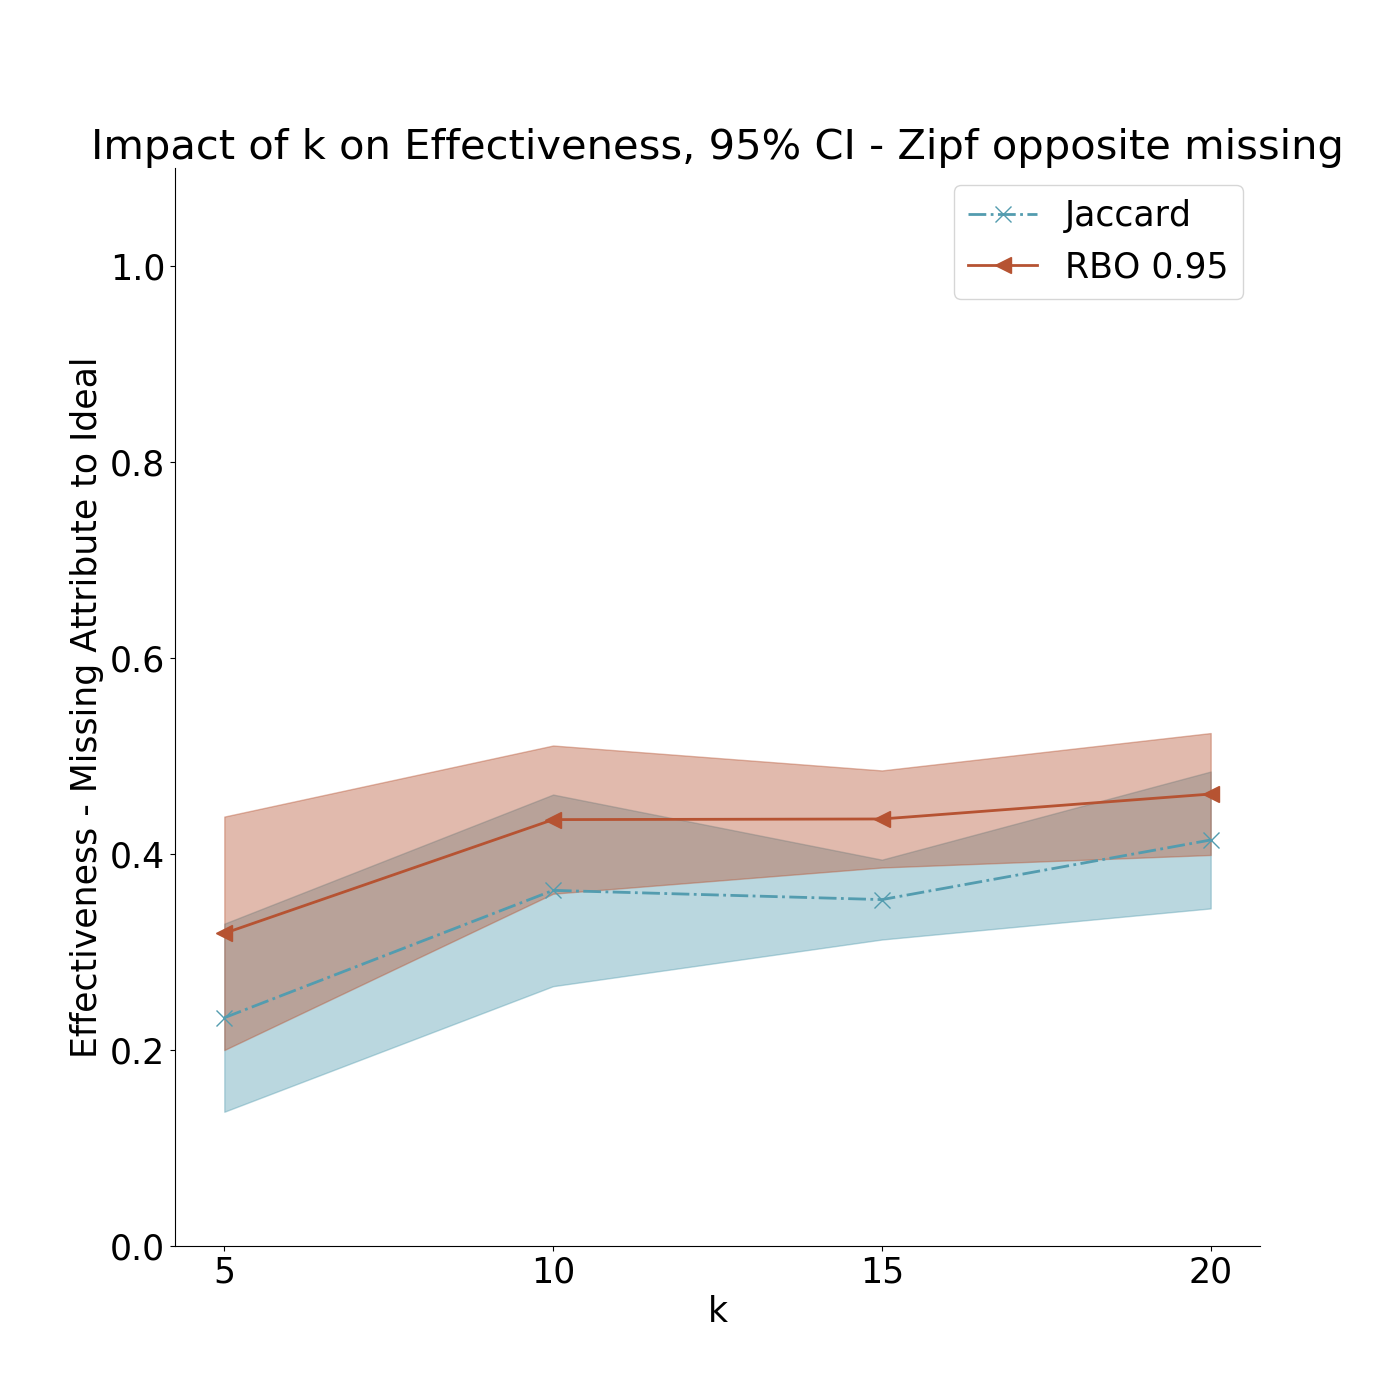 Impact of k on Effectiveness, 95% CI - Zipf opposite missing
Jaccard
RBO 0.95
Effectiveness - Missing Attribute to Ideal
1.0
0.8
0.6
0.4
0.2
0.0
5 10 15 20
k